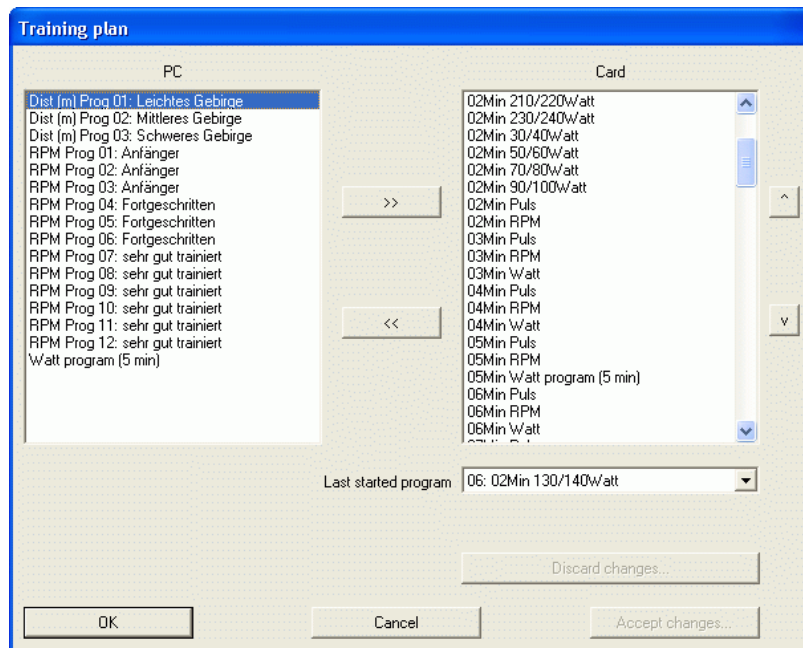 Training plan
PC
Dist (m) Prog 01: Leichtes Gebirge
Dist (m) Prog 02: Mittleres Gebirge
Dist (m) Prog 03: Schweres Gebirge
RPM Prog 01: Anfänger
RPM Prog 02: Anfänger
RPM Prog 03: Anfänger
RPM Prog 04: Fortgeschritten
RPM Prog 05: Fortgeschritten
RPM Prog 06: Fortgeschritten
RPM Prog 07: sehr gut trainiert
RPM Prog 08: sehr gut trainiert
RPM Prog 09: sehr gut trainiert
RPM Prog 10: sehr gut trainiert
RPM Prog 11: sehr gut trainiert
RPM Prog 12: sehr gut trainiert
Watt program (5 min)
>>
<<
Card
02Min 210/220Watt
02Min 230/240Watt
02Min 30/40Watt
02Min 50/60Watt
02Min 70/80Watt
02Min 90/100Watt
02Min Puls
02Min RPM
03Min Puls
03Min RPM
03Min Watt
04Min Puls
04Min RPM
04Min Watt
05Min Puls
05Min RPM
05Min Watt program (5 min)
06Min Puls
06Min RPM
06Min Watt
^
v
Last started program
06: 02Min 130/140Watt
Discard changes...
OK
Cancel
Accept changes...